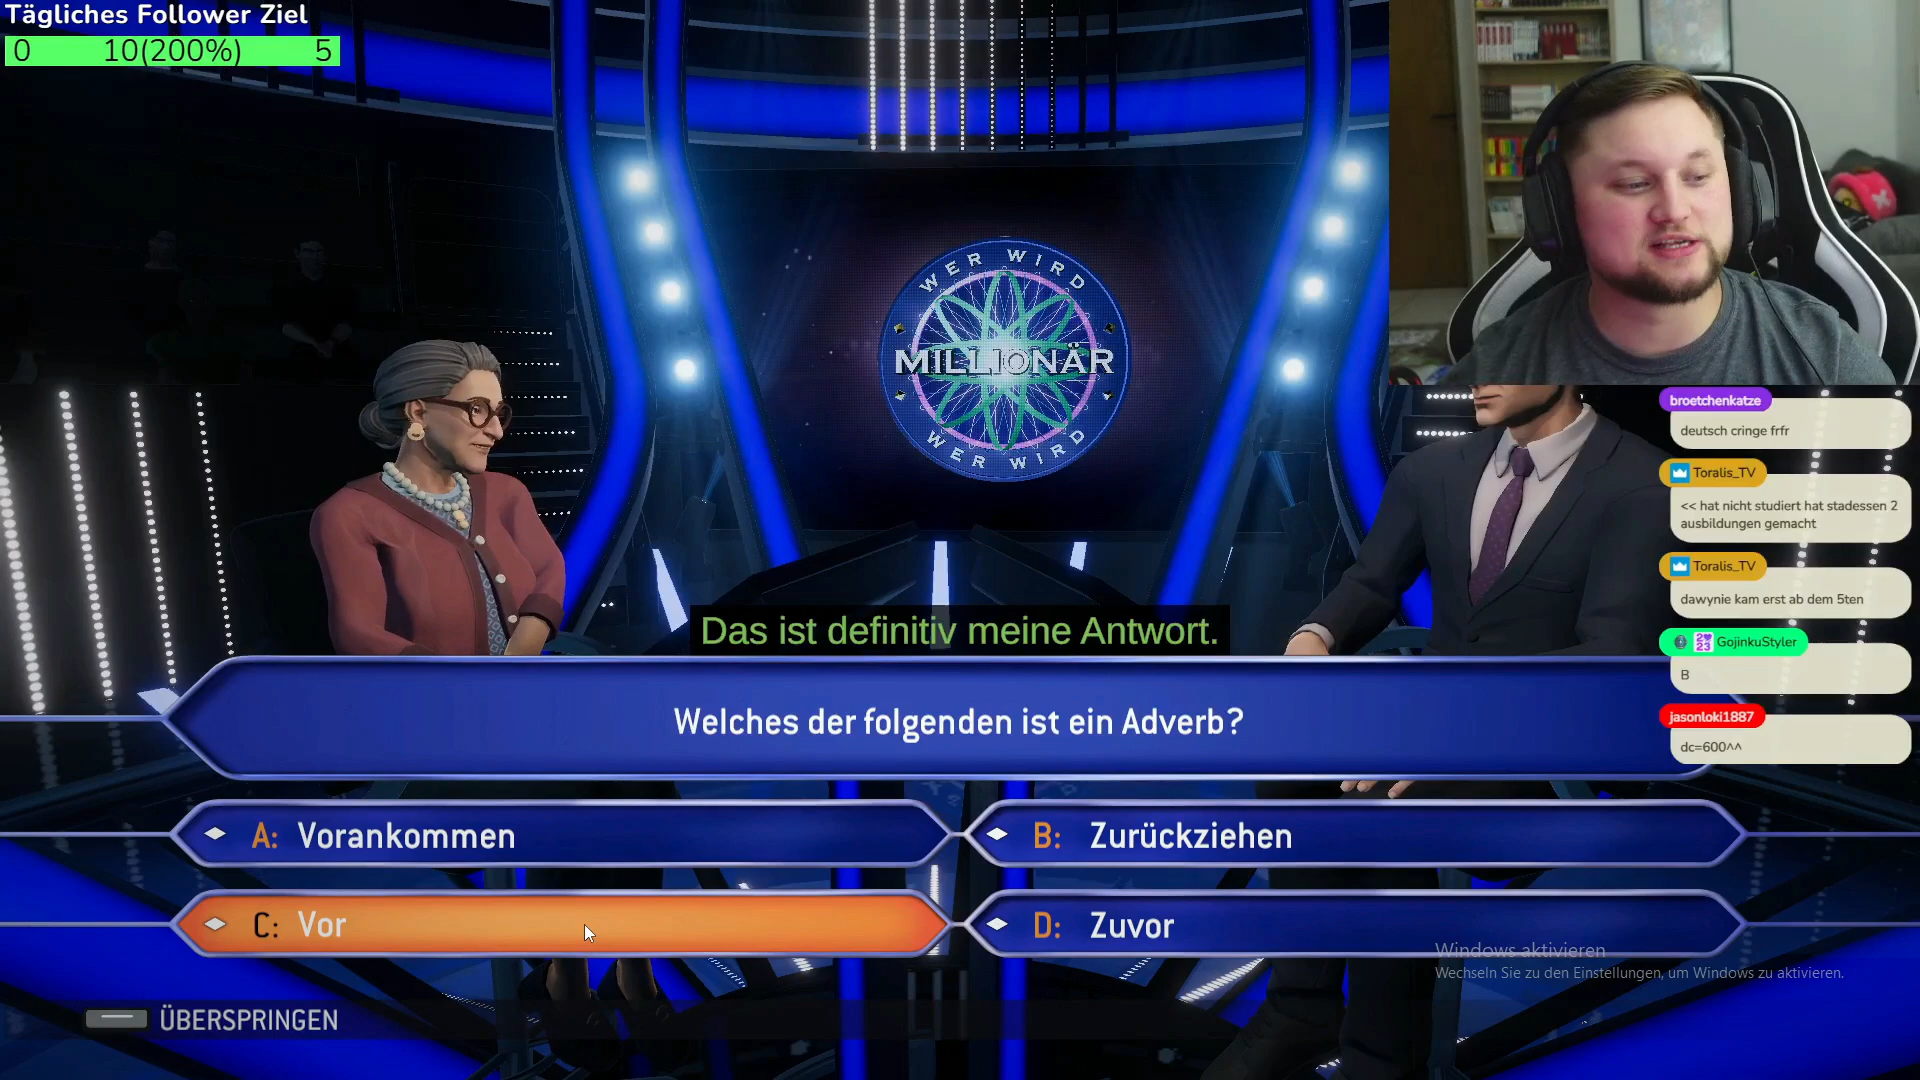 Tägliches Follower Ziel
0 10(200%) 5
WER WIRD
MILLIONÄR
WER WIRD
broetchenkatze
deutsch cringe frfr
Toralis_TV
<< hat nicht studiert hat stadessen 2
ausbildungen gemacht
Toralis_TV
dawynie kam erst ab dem 5ten
GojinkuStyler
B
jasonloki1887
dc=600^^
Das ist definitiv meine Antwort.
Welches der folgenden ist ein Adverb?
A: Vorankommen
B: Zurückziehen
C: Vor
D: Zuvor
Windows aktivieren
Wechseln Sie zu den Einstellungen, um Windows zu aktivieren.
ÜBERSPRINGEN